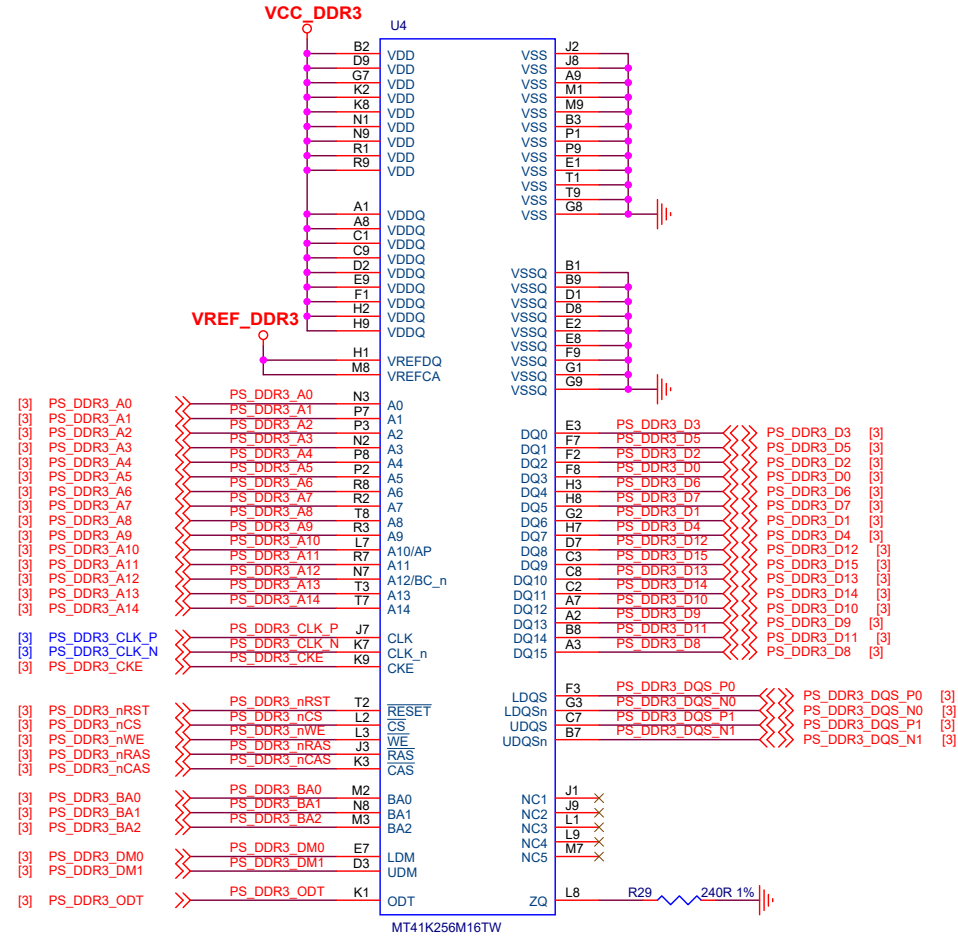 VCC_DDR3
U4
B2 VDD VSS J2
D9 VDD VSS J8
G7 VDD VSS A9
K2 VDD VSS M1
K8 VDD VSS M9
N1 VDD VSS B3
N9 VDD VSS P1
R1 VDD VSS P9
R9 VDD VSS E1
VSS T1
VSS T9
A1 VDDQ VSS G8
A8 VDDQ
C1 VDDQ
C9 VDDQ
D2 VDDQ VSSQ B1
E9 VDDQ VSSQ B9
F1 VDDQ VSSQ D1
H2 VDDQ VSSQ D8
H9 VDDQ VSSQ E2
VREF_DDR3
VSSQ E8
H1 VREFDQ VSSQ F9
M8 VREFCA VSSQ G1
VSSQ G9
[3] PS_DDR3_A0 PS_DDR3_A0 N3 A0
[3] PS_DDR3_A1 PS_DDR3_A1 P7 A1
[3] PS_DDR3_A2 PS_DDR3_A2 P3 A2 DQ0 E3 PS_DDR3_D3 PS_DDR3_D3 [3]
[3] PS_DDR3_A3 PS_DDR3_A3 N2 A3 DQ1 F7 PS_DDR3_D5 PS_DDR3_D5 [3]
[3] PS_DDR3_A4 PS_DDR3_A4 P8 A4 DQ2 F2 PS_DDR3_D2 PS_DDR3_D2 [3]
[3] PS_DDR3_A5 PS_DDR3_A5 P2 A5 DQ3 F8 PS_DDR3_D0 PS_DDR3_D0 [3]
[3] PS_DDR3_A6 PS_DDR3_A6 R8 A6 DQ4 H3 PS_DDR3_D6 PS_DDR3_D6 [3]
[3] PS_DDR3_A7 PS_DDR3_A7 R2 A7 DQ5 H8 PS_DDR3_D7 PS_DDR3_D7 [3]
[3] PS_DDR3_A8 PS_DDR3_A8 T8 A8 DQ6 G2 PS_DDR3_D1 PS_DDR3_D1 [3]
[3] PS_DDR3_A9 PS_DDR3_A9 R3 A9 DQ7 H7 PS_DDR3_D4 PS_DDR3_D4 [3]
[3] PS_DDR3_A10 PS_DDR3_A10 L7 A10/AP DQ8 D7 PS_DDR3_D12 PS_DDR3_D12 [3]
[3] PS_DDR3_A11 PS_DDR3_A11 R7 A11 DQ9 C3 PS_DDR3_D15 PS_DDR3_D15 [3]
[3] PS_DDR3_A12 PS_DDR3_A12 N7 A12/BC_n DQ10 C8 PS_DDR3_D13 PS_DDR3_D13 [3]
[3] PS_DDR3_A13 PS_DDR3_A13 T3 A13 DQ11 C2 PS_DDR3_D14 PS_DDR3_D14 [3]
[3] PS_DDR3_A14 PS_DDR3_A14 T7 A14 DQ12 A7 PS_DDR3_D10 PS_DDR3_D10 [3]
DQ13 A2 PS_DDR3_D9 PS_DDR3_D9 [3]
[3] PS_DDR3_CLK_P PS_DDR3_CLK_P J7 CLK DQ14 B8 PS_DDR3_D11 PS_DDR3_D11 [3]
[3] PS_DDR3_CLK_N PS_DDR3_CLK_N K7 CLK_n DQ15 A3 PS_DDR3_D8 PS_DDR3_D8 [3]
[3] PS_DDR3_CKE PS_DDR3_CKE K9 CKE
LDQS F3 PS_DDR3_DQS_P0 PS_DDR3_DQS_P0 [3]
[3] PS_DDR3_nRST PS_DDR3_nRST T2 RESET LDQSn G3 PS_DDR3_DQS_N0 PS_DDR3_DQS_N0 [3]
[3] PS_DDR3_nCS PS_DDR3_nCS L2 CS UDQS C7 PS_DDR3_DQS_P1 PS_DDR3_DQS_P1 [3]
[3] PS_DDR3_nWE PS_DDR3_nWE L3 WE UDQSn B7 PS_DDR3_DQS_N1 PS_DDR3_DQS_N1 [3]
[3] PS_DDR3_nRAS PS_DDR3_nRAS J3 RAS
[3] PS_DDR3_nCAS PS_DDR3_nCAS K3 CAS
[3] PS_DDR3_BA0 PS_DDR3_BA0 M2 BA0 NC1 J1
[3] PS_DDR3_BA1 PS_DDR3_BA1 N8 BA1 NC2 J9
[3] PS_DDR3_BA2 PS_DDR3_BA2 M3 BA2 NC3 L1
NC4 L9
[3] PS_DDR3_DM0 PS_DDR3_DM0 E7 LDM NC5 M7
[3] PS_DDR3_DM1 PS_DDR3_DM1 D3 UDM
[3] PS_DDR3_ODT PS_DDR3_ODT K1 ODT ZQ L8 R29 240R 1%
MT41K256M16TW